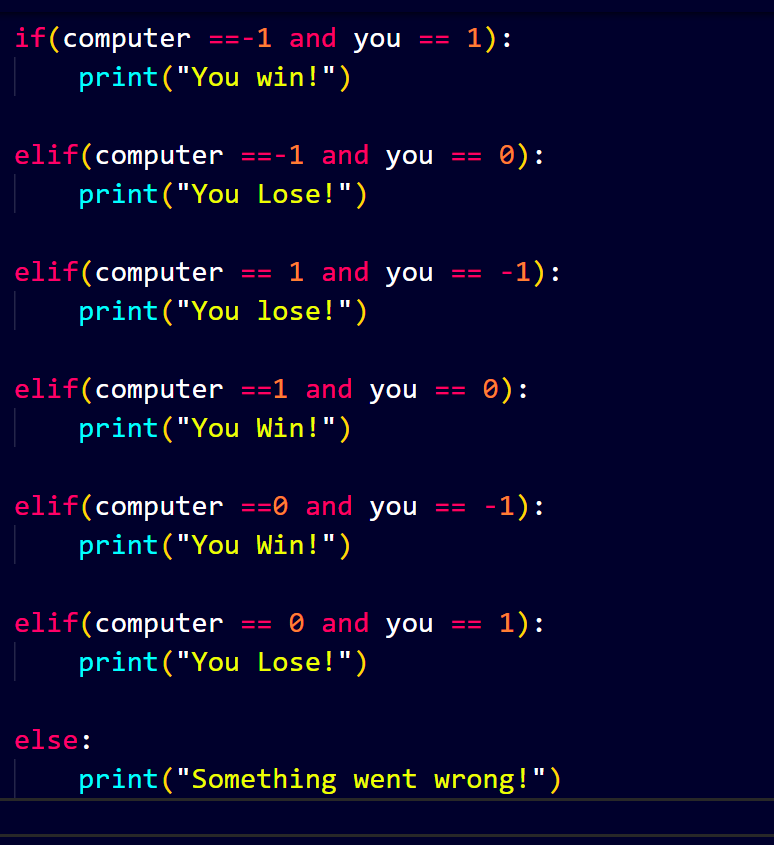 if(computer ==-1 and you == 1):
    print("You win!")

elif(computer ==-1 and you == 0):
    print("You Lose!")

elif(computer == 1 and you == -1):
    print("You lose!")

elif(computer ==1 and you == 0):
    print("You Win!")

elif(computer ==0 and you == -1):
    print("You Win!")

elif(computer == 0 and you == 1):
    print("You Lose!")

else:
    print("Something went wrong!")